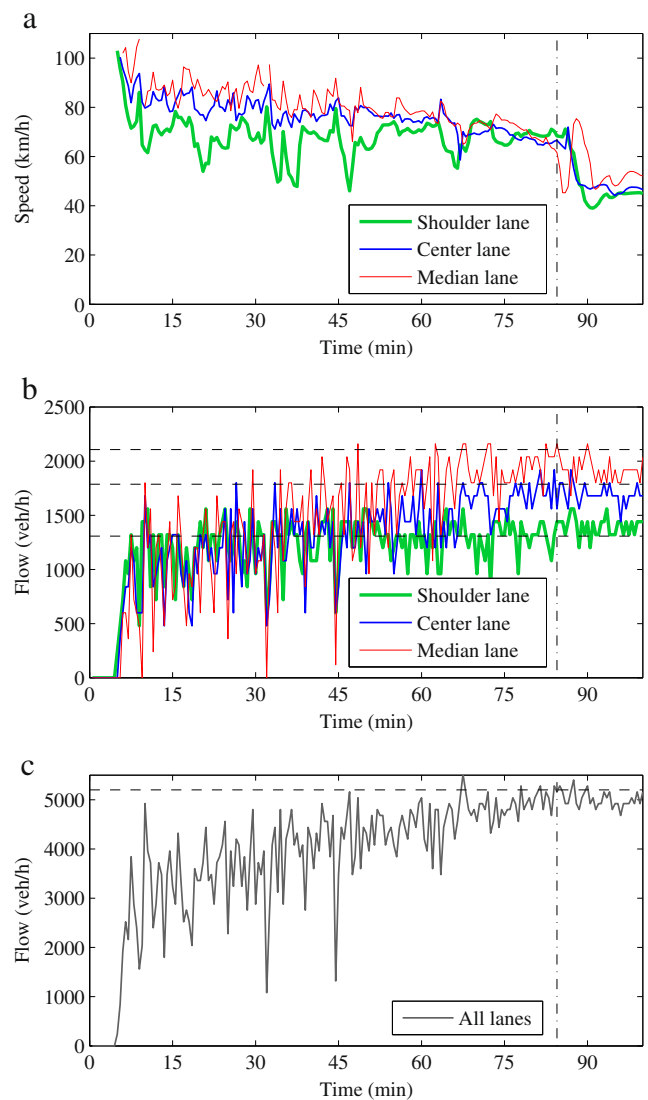 a
100
80
60
40
20
0
Speed (km/h)
Shoulder lane
Center lane
Median lane
0 15 30 45 60 75 90
Time (min)
b
2500
2000
1500
1000
500
0
Flow (veh/h)
Shoulder lane
Center lane
Median lane
0 15 30 45 60 75 90
Time (min)
c
5000
4000
3000
2000
1000
0
Flow (veh/h)
All lanes
0 15 30 45 60 75 90
Time (min)